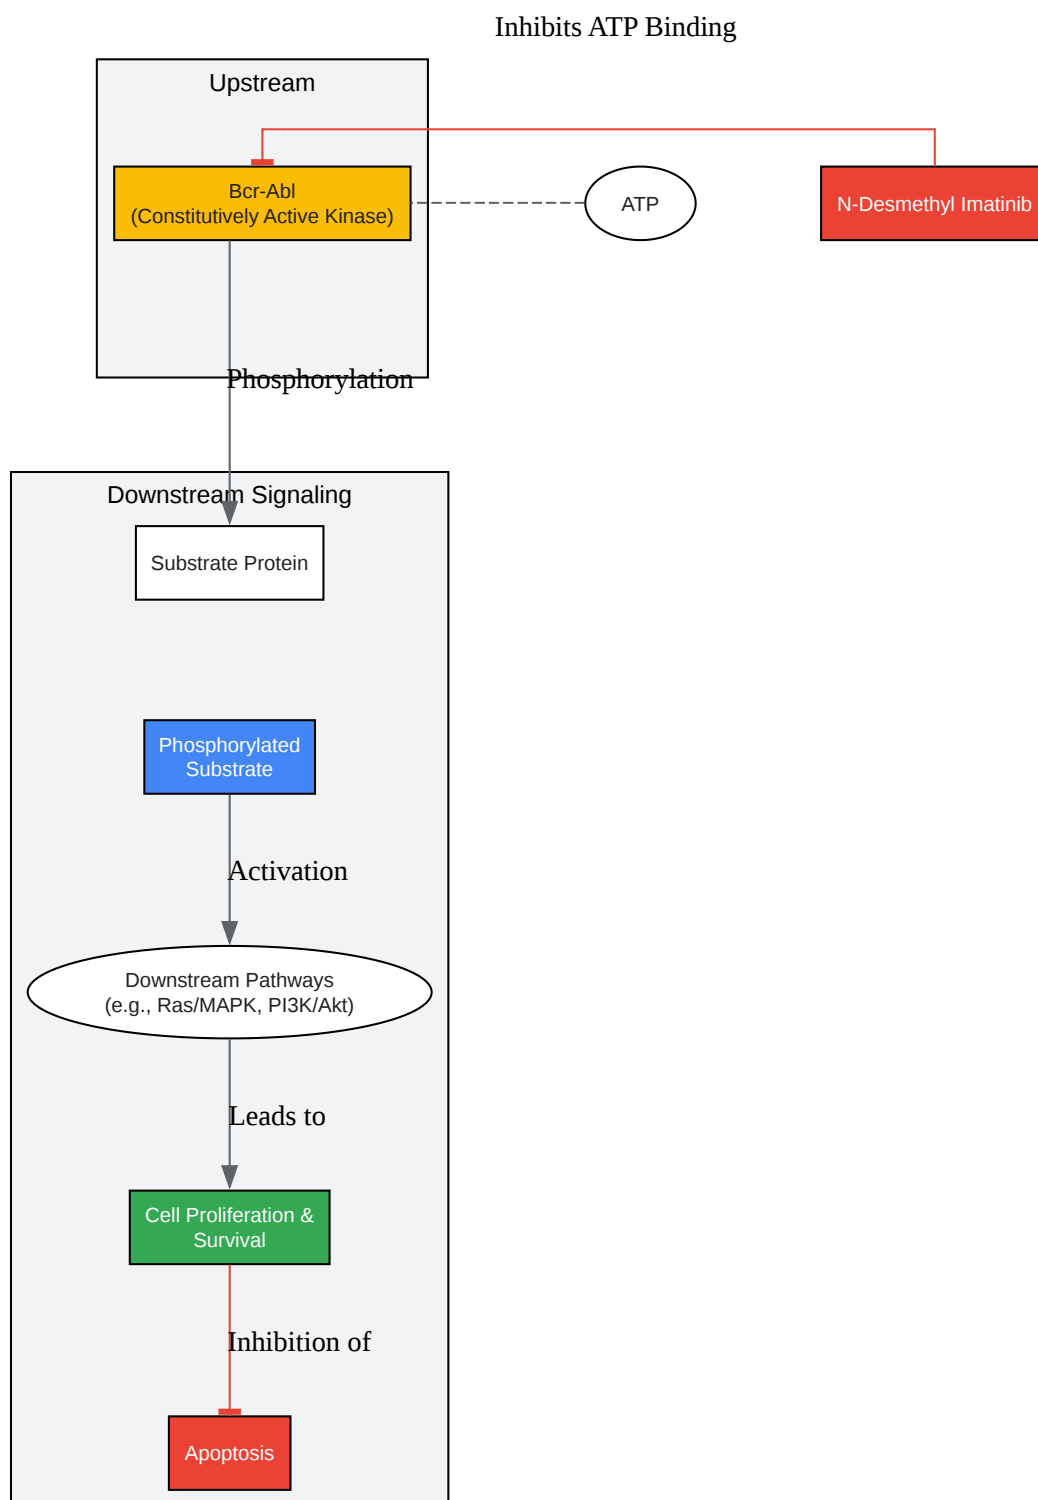 Inhibits ATP Binding
Upstream
Bcr-Abl
(Constitutively Active Kinase)
ATP
N-Desmethyl Imatinib
Phosphorylation
Downstream Signaling
Substrate Protein
Phosphorylated
Substrate
Activation
Downstream Pathways
(e.g., Ras/MAPK, PI3K/Akt)
Leads to
Cell Proliferation &
Survival
Inhibition of
Apoptosis